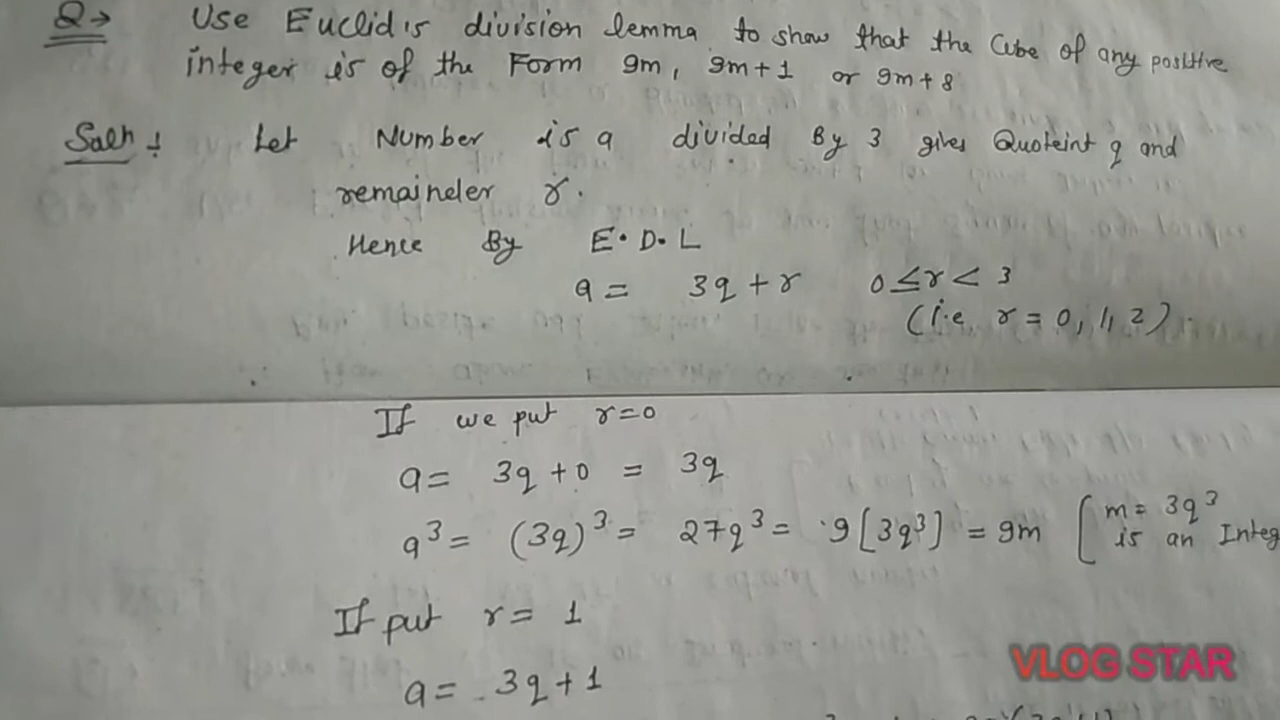 Q→ Use Euclid's division lemma to show that the Cube of any positive
integer is of the Form 9m, 9m+1 or 9m+8
Soln: Let Number is a divided By 3 gives Quoteint q and
remainder r.
Hence By E.D.L
a = 3q + r 0 ≤ r < 3
(i.e r = 0, 1, 2).
If we put r=0
a = 3q + 0 = 3q
a³ = (3q)³ = 27q³ = 9[3q³] = 9m [ m = 3q³
is an Integ
If put r = 1
a = 3q + 1
VLOG STAR